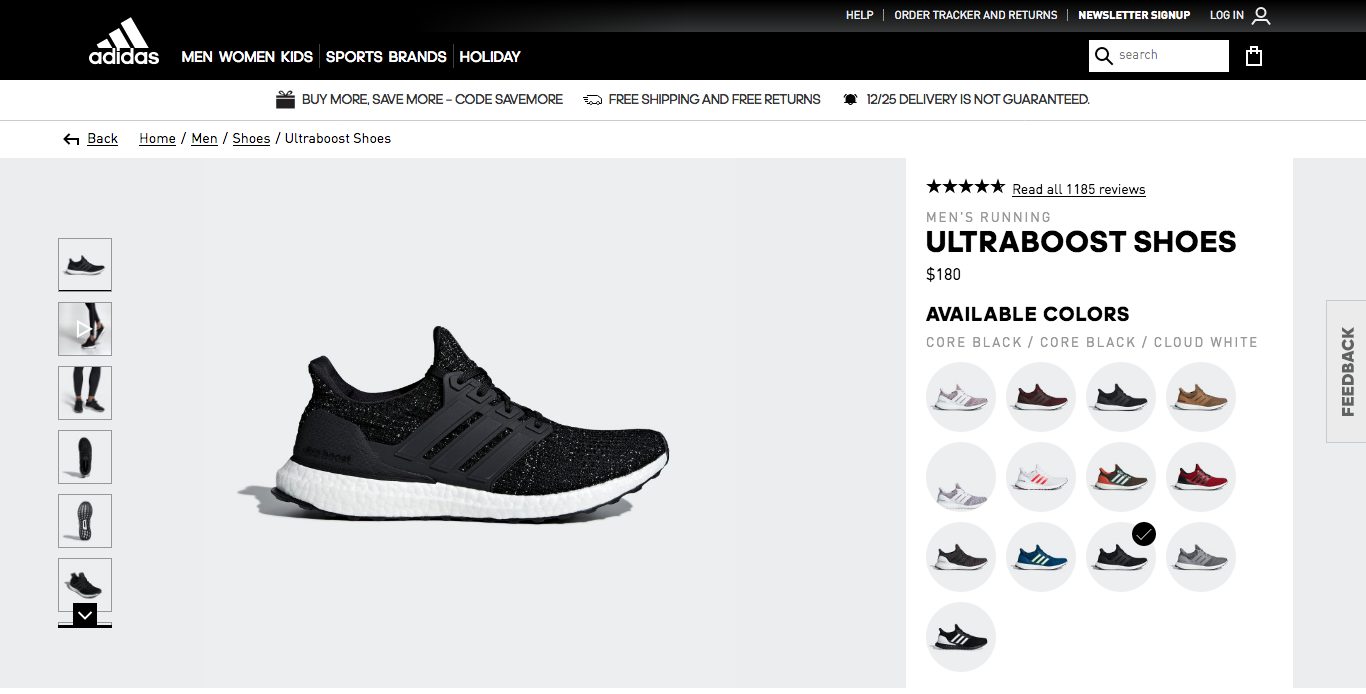 HELP ORDER TRACKER AND RETURNS NEWSLETTER SIGNUP LOG IN
adidas
MEN WOMEN KIDS SPORTS BRANDS HOLIDAY
search
BUY MORE, SAVE MORE – CODE SAVEMORE FREE SHIPPING AND FREE RETURNS 12/25 DELIVERY IS NOT GUARANTEED.
Back Home / Men / Shoes / Ultraboost Shoes
Read all 1185 reviews
MEN'S RUNNING
ULTRABOOST SHOES
$180
AVAILABLE COLORS
CORE BLACK / CORE BLACK / CLOUD WHITE
FEEDBACK